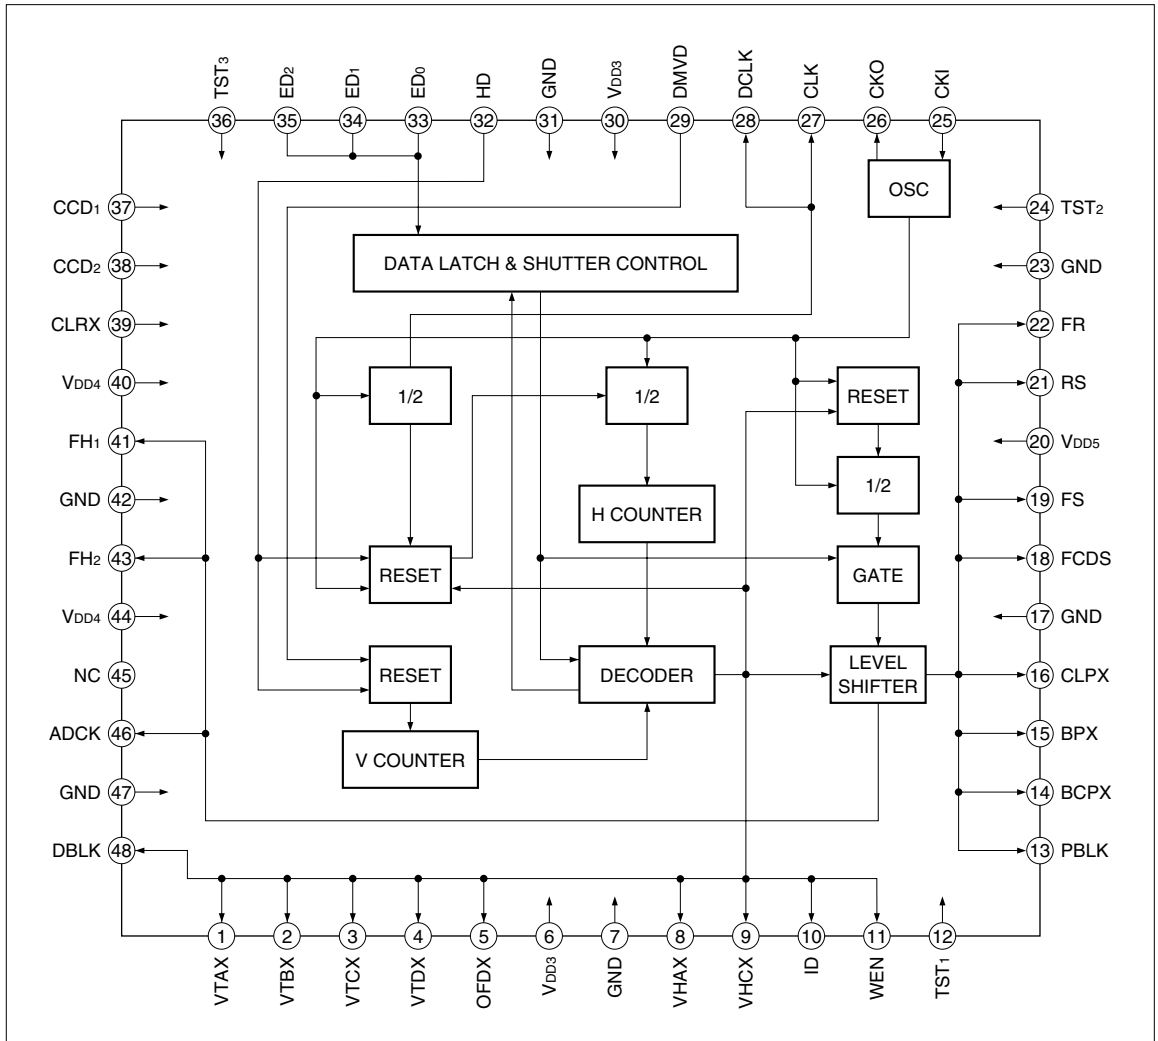 TST3
ED2
ED1
ED0
HD
GND
VDD3
DMVD
DCLK
CLK
CKO
CKI
36
35
34
33
32
31
30
29
28
27
26
25
OSC
CCD1 37
24 TST2
DATA LATCH & SHUTTER CONTROL
CCD2 38
23 GND
CLRX 39
22 FR
VDD4 40
1/2
1/2
RESET
21 RS
FH1 41
20 VDD5
1/2
GND 42
H COUNTER
19 FS
FH2 43
RESET
GATE
18 FCDS
VDD4 44
17 GND
NC 45
RESET
DECODER
LEVEL
SHIFTER
16 CLPX
ADCK 46
V COUNTER
15 BPX
GND 47
14 BCPX
DBLK 48
13 PBLK
1
2
3
4
5
6
7
8
9
10
11
12
VTAX
VTBX
VTCX
VTDX
OFDX
VDD3
GND
VHAX
VHCX
ID
WEN
TST1